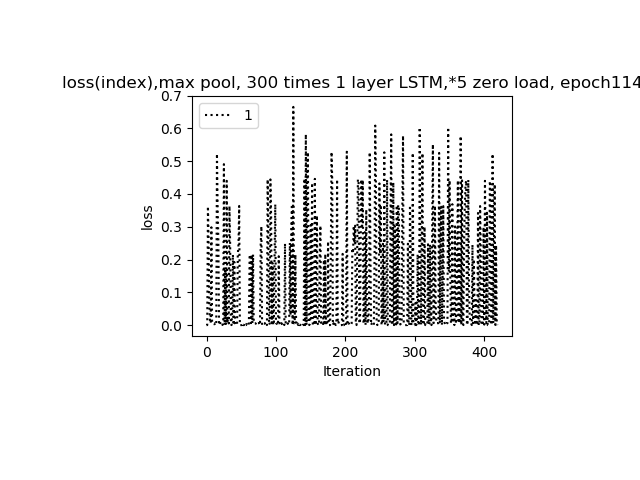 loss(index),max pool, 300 times 1 layer LSTM,*5 zero load, epoch114
0.7
1
0.6
0.5
0.4
0.3
0.2
0.1
0.0
loss
0 100 200 300 400
Iteration